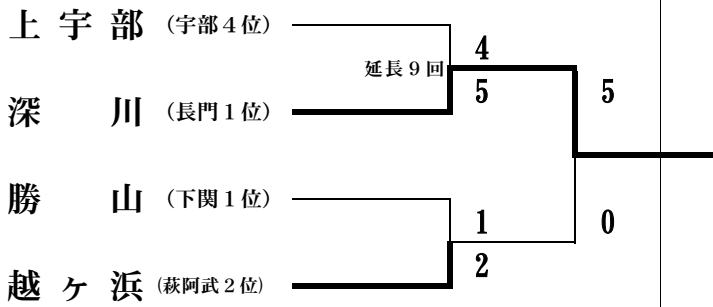 上宇部 (宇部4位)
4
延長9回
5
5
深川 (長門1位)
勝山 (下関1位)
1
0
2
越ヶ浜 (萩阿武2位)